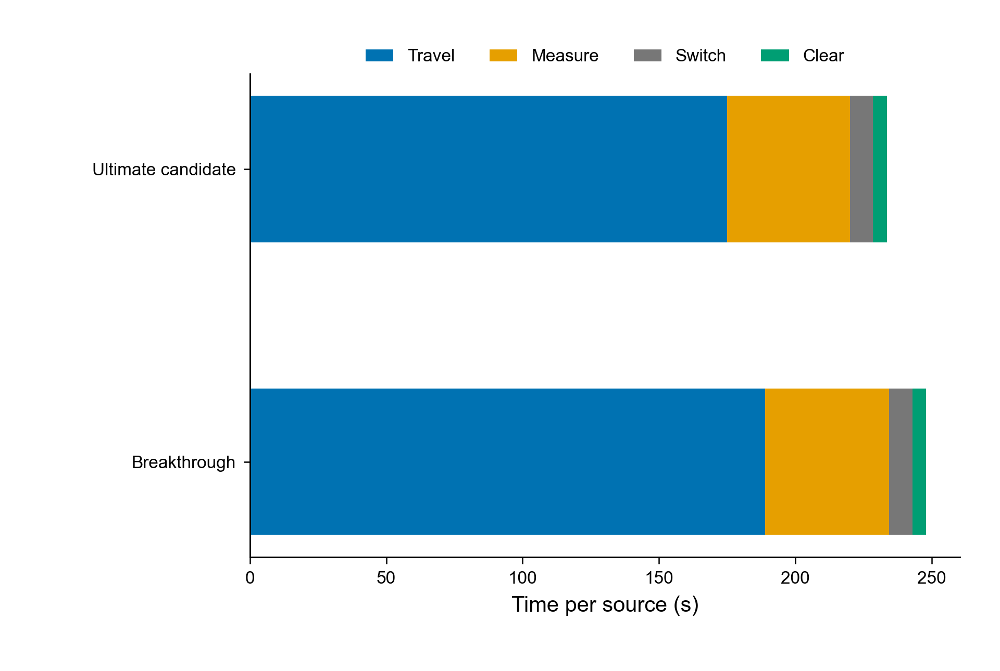 Travel Measure Switch Clear
Ultimate candidate
Breakthrough
0 50 100 150 200 250
Time per source (s)